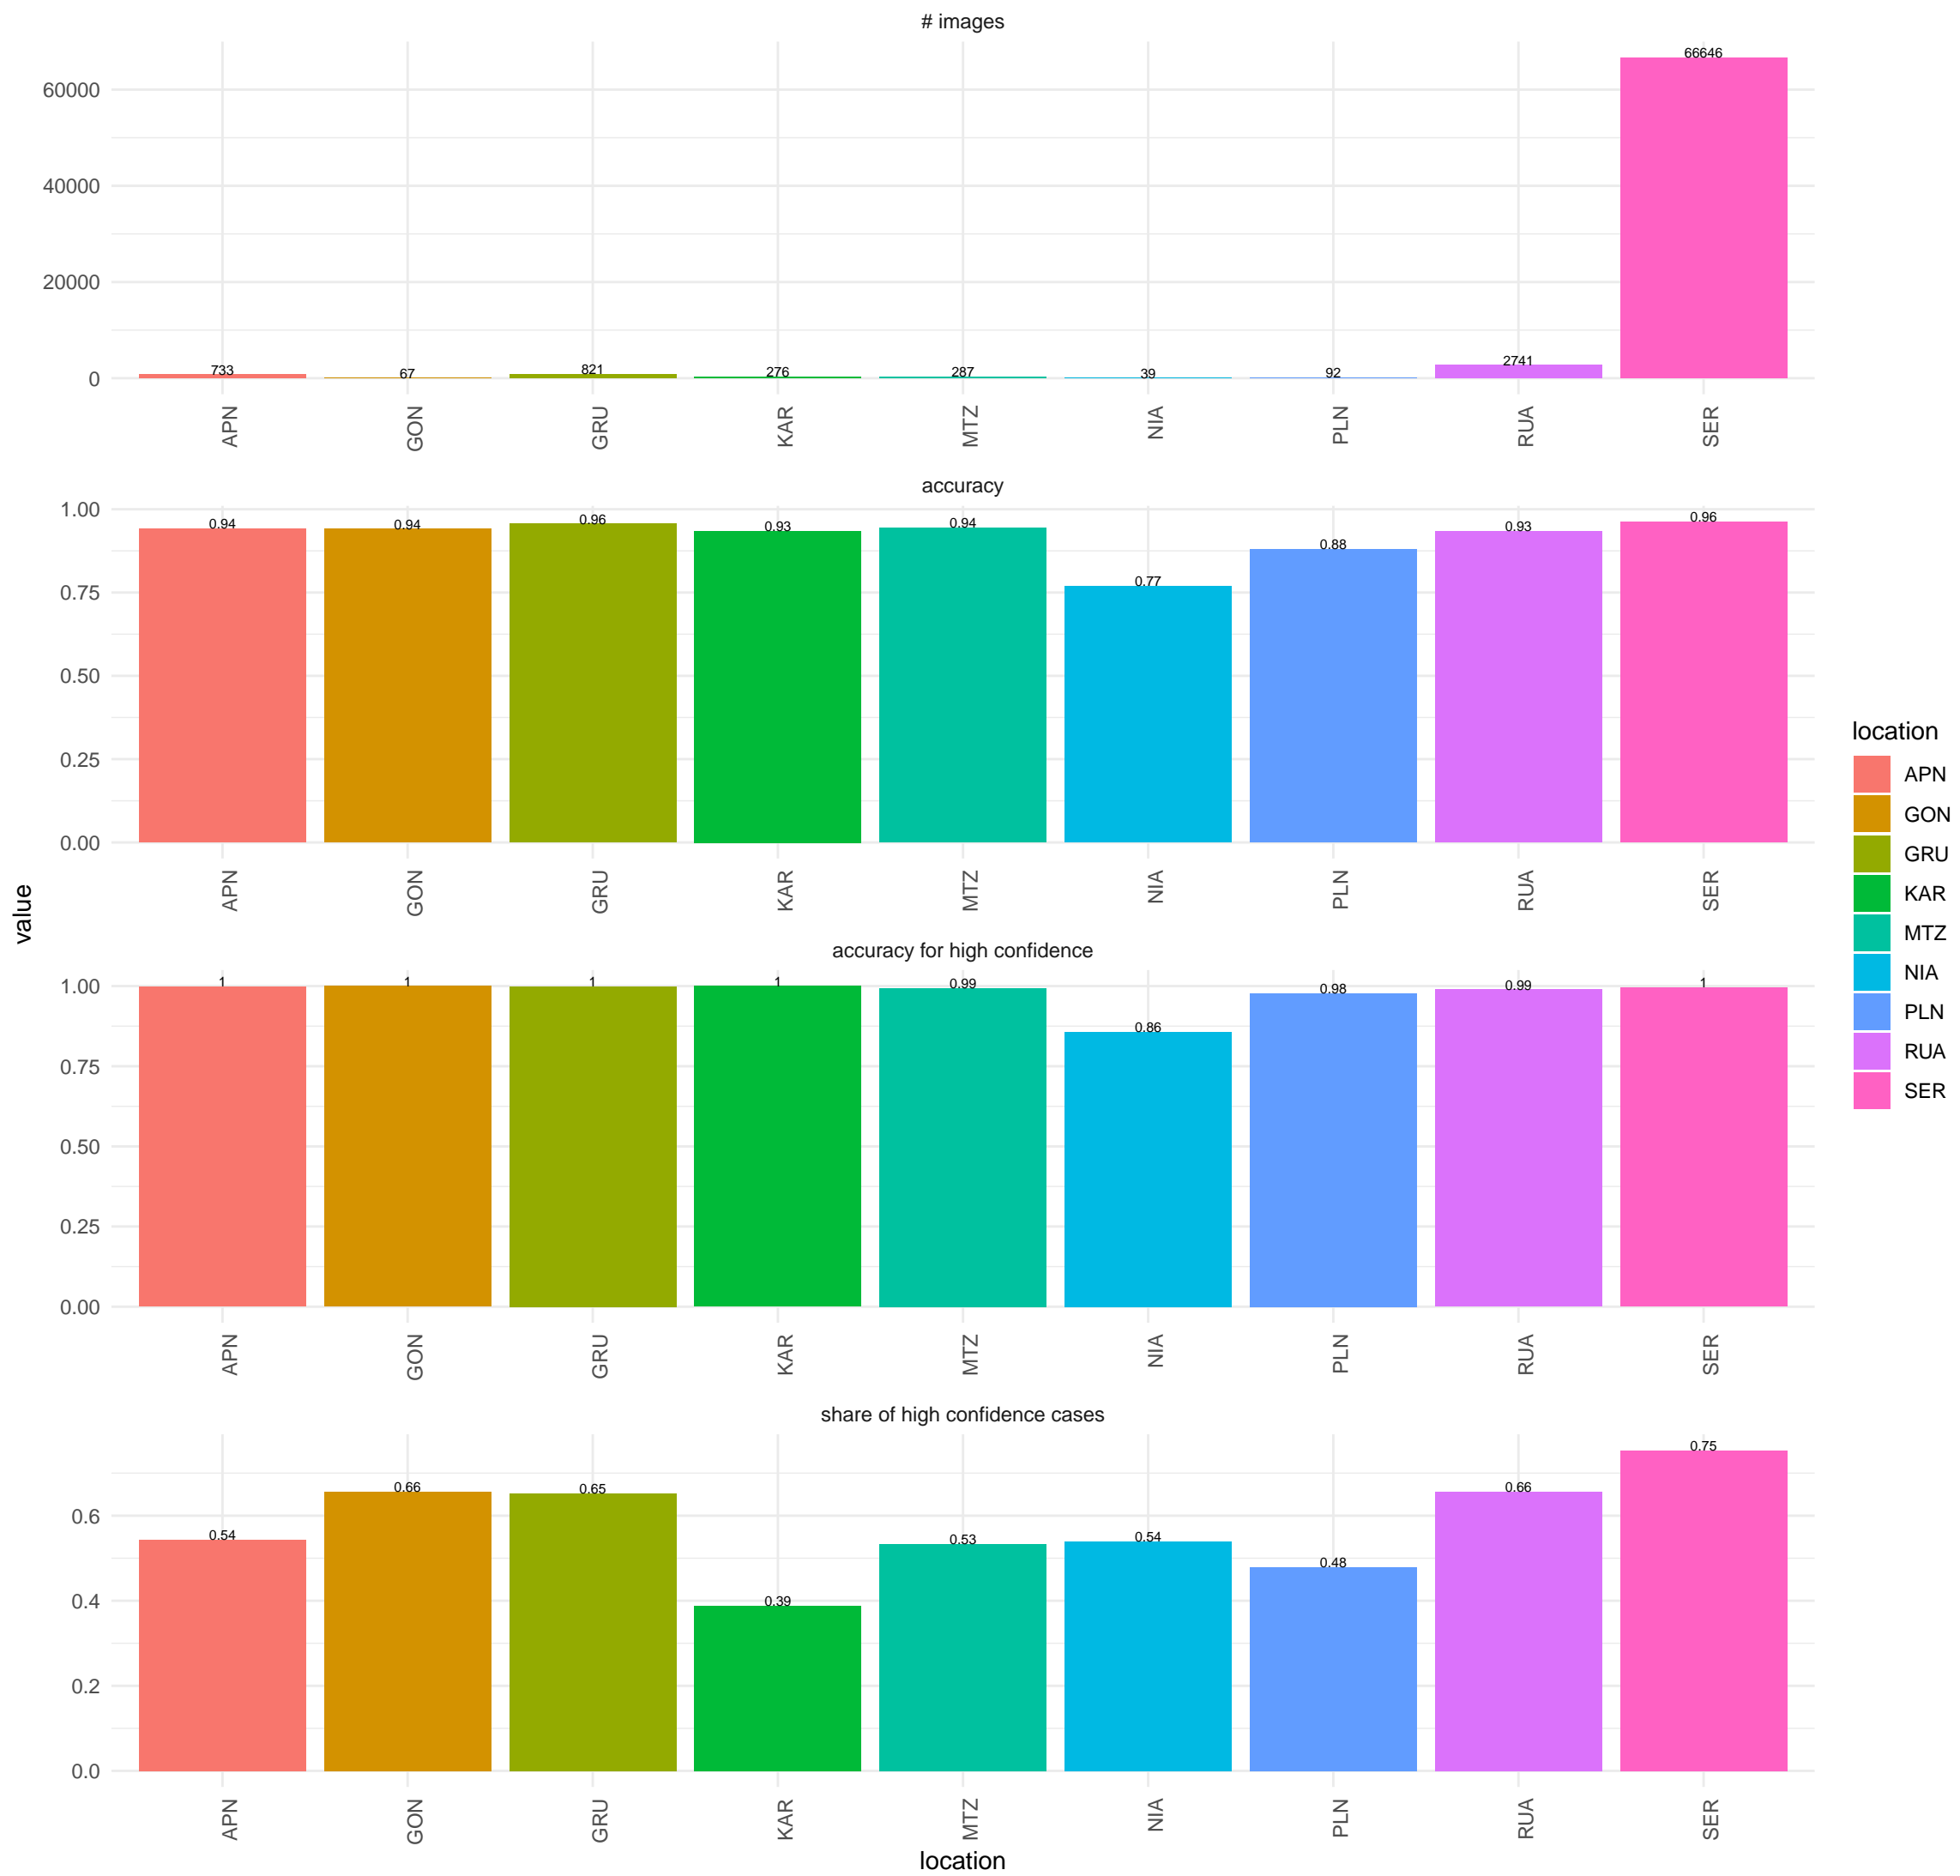 # images
66646
60000
40000
20000
2741
733
67
821
276
287
39
92
0
APN
GON
GRU
KAR
MTZ
NIA
PLN
RUA
SER
accuracy
1.00
0.94
0.94
0.96
0.93
0.94
0.77
0.88
0.93
0.96
0.75
0.50
0.25
0.00
APN
GON
GRU
KAR
MTZ
NIA
PLN
RUA
SER
value
accuracy for high confidence
1.00
1
1
1
1
0.99
0.86
0.98
0.99
1
0.75
0.50
0.25
0.00
APN
GON
GRU
KAR
MTZ
NIA
PLN
RUA
SER
share of high confidence cases
0.54
0.66
0.65
0.39
0.53
0.54
0.48
0.66
0.75
0.6
0.4
0.2
0.0
APN
GON
GRU
KAR
MTZ
NIA
PLN
RUA
SER
location
location
APN
GON
GRU
KAR
MTZ
NIA
PLN
RUA
SER